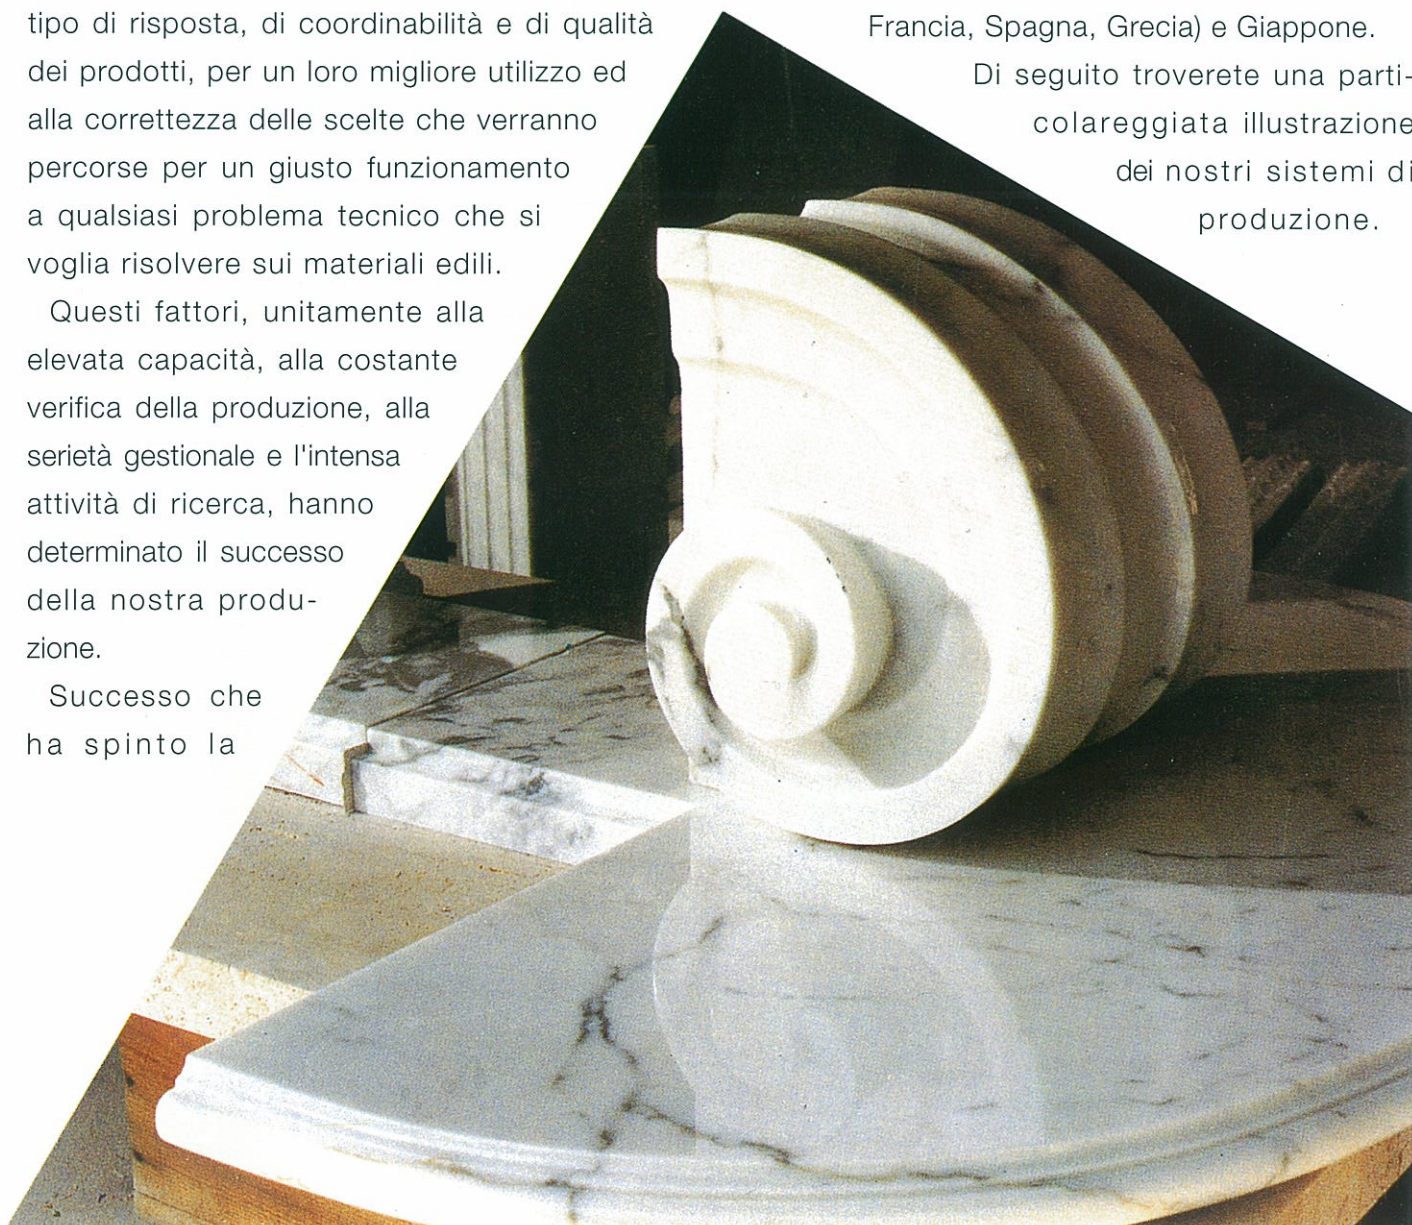 tipo di risposta, di coordinabilità e di qualità
dei prodotti, per un loro migliore utilizzo ed
alla correttezza delle scelte che verranno
percorse per un giusto funzionamento
a qualsiasi problema tecnico che si
voglia risolvere sui materiali edili.
Questi fattori, unitamente alla
elevata capacità, alla costante
verifica della produzione, alla
serietà gestionale e l'intensa
attività di ricerca, hanno
determinato il successo
della nostra produ-
zione.
Successo che
ha spinto la
Francia, Spagna, Grecia) e Giappone.
Di seguito troverete una parti-
colareggiata illustrazione
dei nostri sistemi di
produzione.